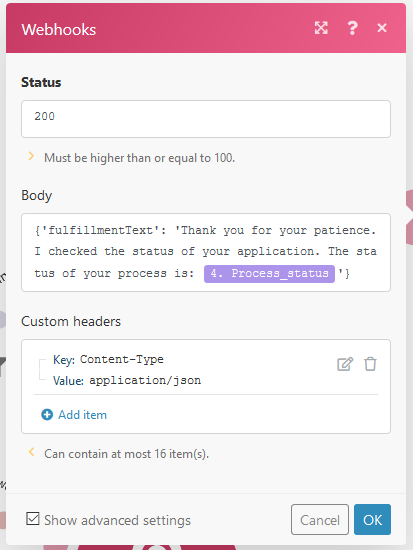 Webhooks
Status
200
Must be higher than or equal to 100.
Body
{'fulfillmentText': 'Thank you for your patience.
I checked the status of your application. The sta
tus of your process is: 4. Process_status '}
Custom headers
Key: Content-Type
Value: application/json
Add item
Can contain at most 16 item(s).
Show advanced settings
Cancel
OK